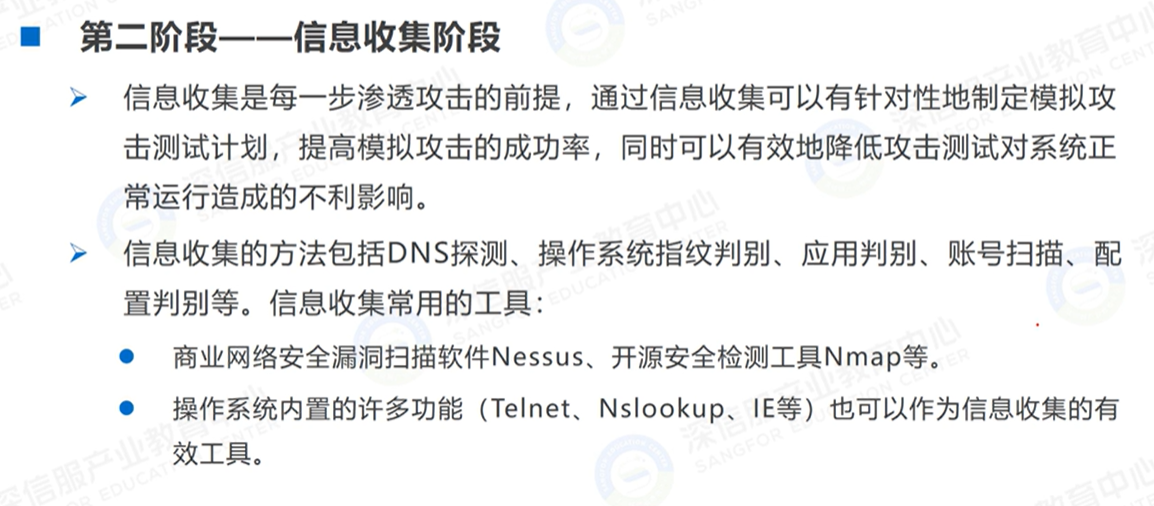 第二阶段——信息收集阶段
信息收集是每一步渗透攻击的前提，通过信息收集可以有针对性地制定模拟攻
击测试计划，提高模拟攻击的成功率，同时可以有效地降低攻击测试对系统正
常运行造成的不利影响。
信息收集的方法包括DNS探测、操作系统指纹判别、应用判别、账号扫描、配
置判别等。信息收集常用的工具：
商业网络安全漏洞扫描软件Nessus、开源安全检测工具Nmap等。
操作系统内置的许多功能（Telnet、Nslookup、IE等）也可以作为信息收集的有
效工具。
深信服产业教育中心
SANGFOR EDUCATION CENTER